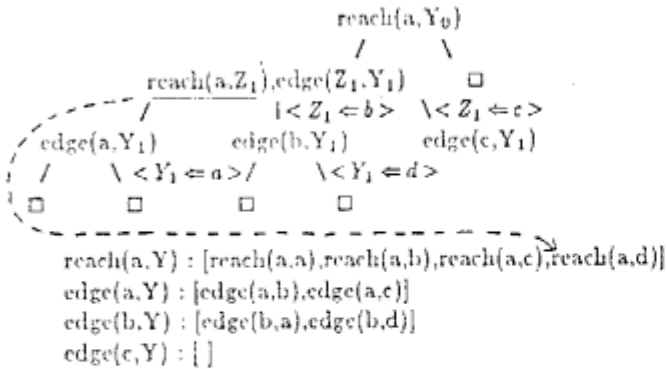 reach(a,Y₀)
/ \
reach(a,Z₁),edge(Z₁,Y₁) □
/ |< Z₁ ⇐ b > \< Z₁ ⇐ c >
edge(a,Y₁) edge(b,Y₁) edge(c,Y₁)
/ \ < Y₁ ⇐ a >/ \< Y₁ ⇐ d >
□ □ □ □
reach(a,Y) : [reach(a,a),reach(a,b),reach(a,c),reach(a,d)]
edge(a,Y) : [edge(a,b),edge(a,c)]
edge(b,Y) : [edge(b,a),edge(b,d)]
edge(c,Y) : [ ]